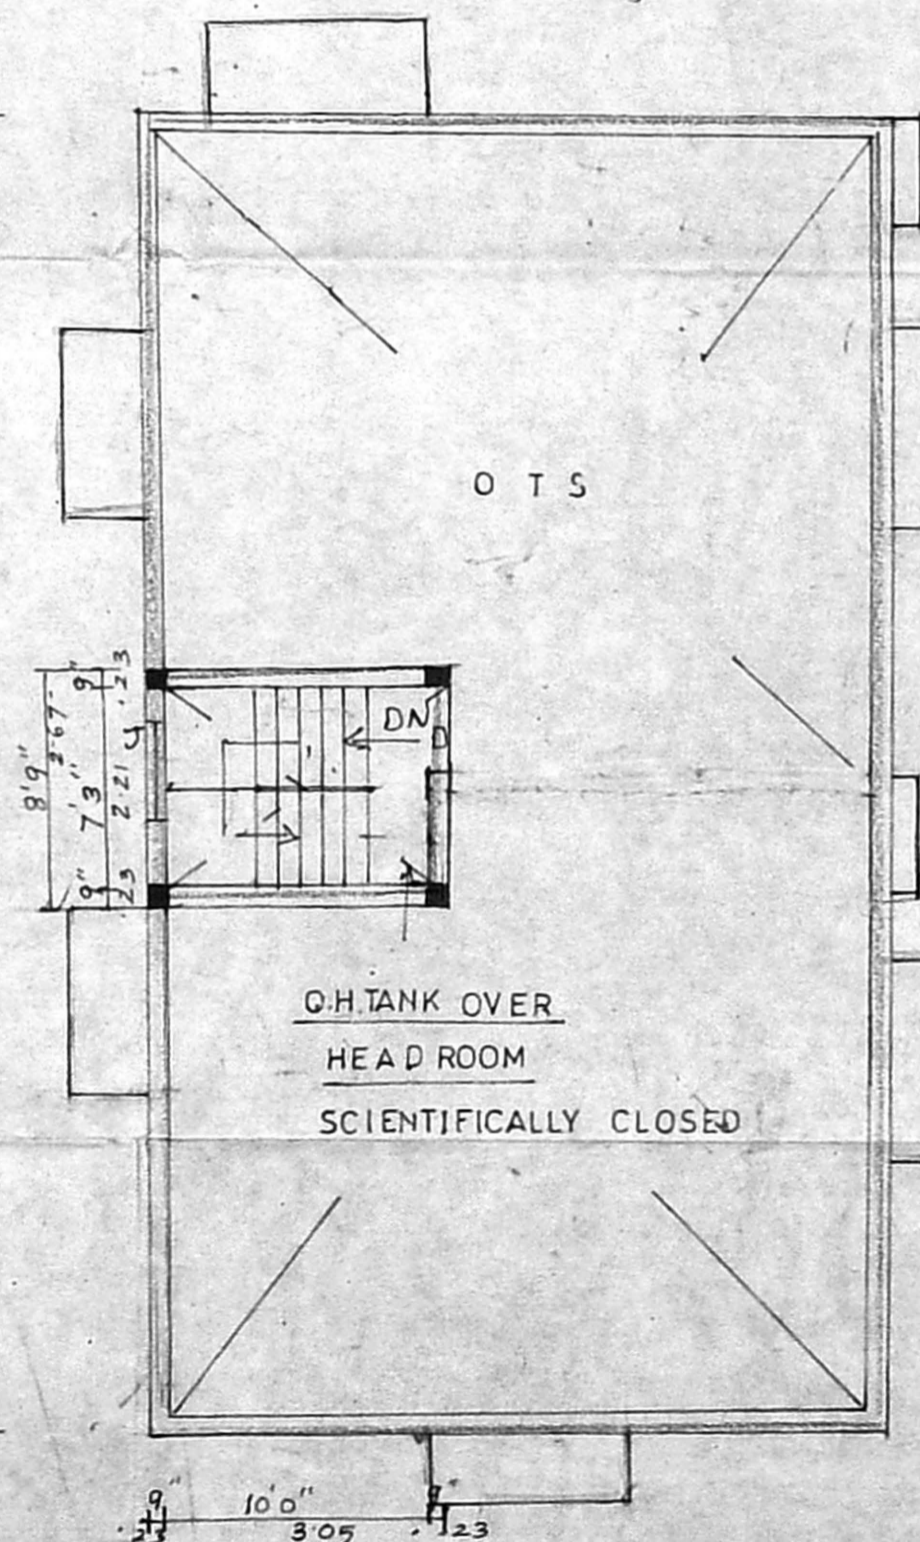 O T S
DN
D
8'9"
2.67
9"
7'3"
9"
.23
2.21
.23
O.H.TANK OVER
HEAD ROOM
SCIENTIFICALLY CLOSED
9" 10'0" 9"
.23 3.05 .23